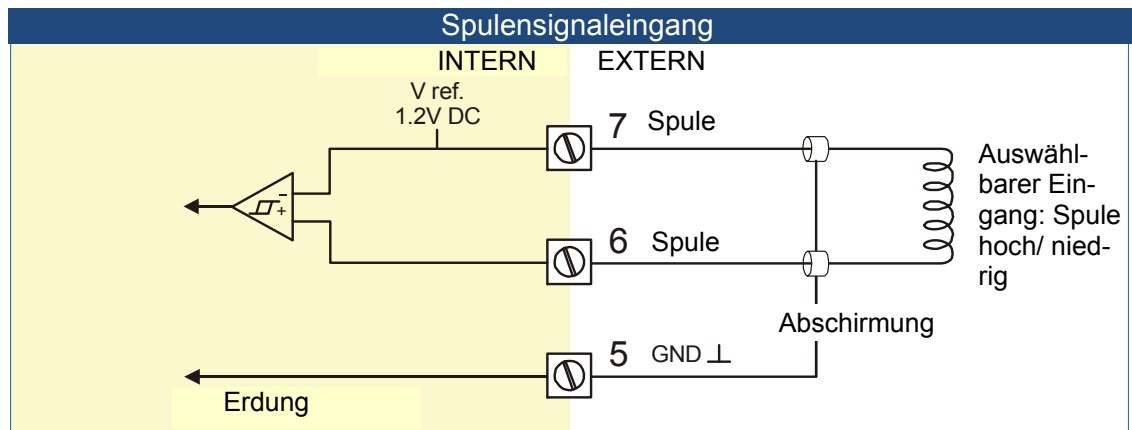 Spulensignaleingang
INTERN
EXTERN
V ref.
1.2V DC
7 Spule
- 
+
6 Spule
Auswähl-
barer Ein-
gang: Spule
hoch/ nied-
rig
Abschirmung
5 GND
Erdung